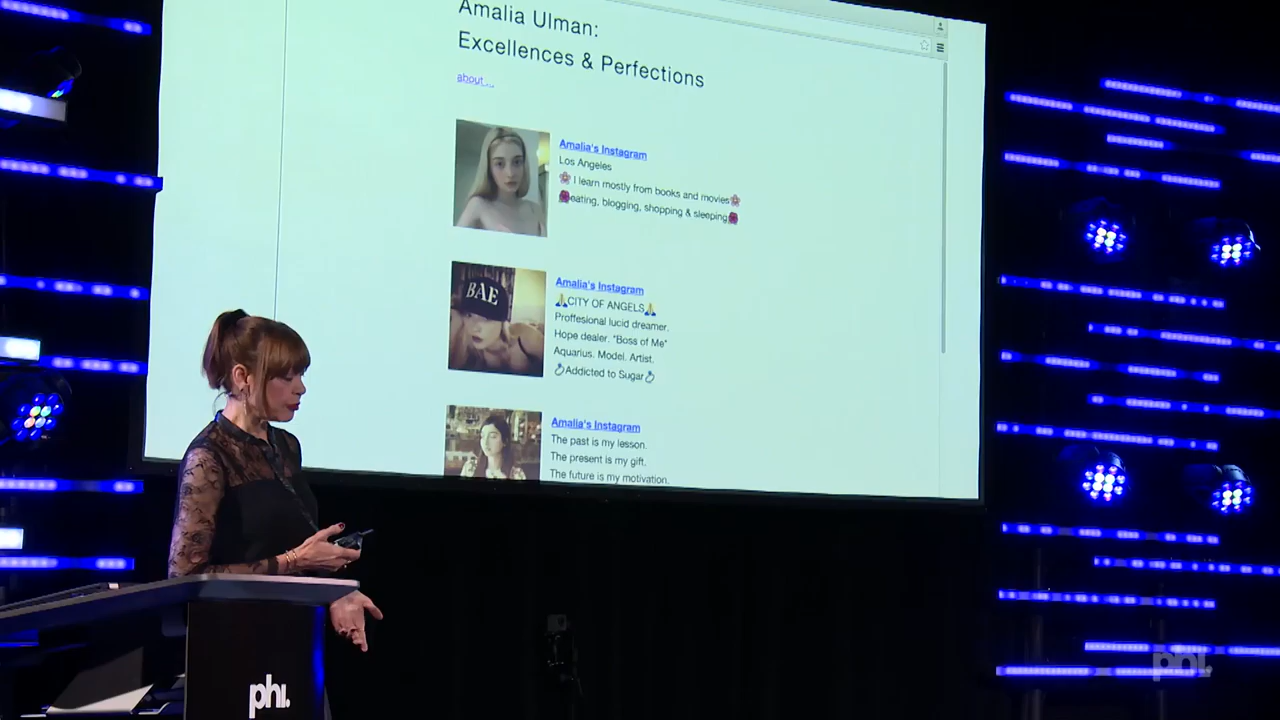 Amalia Ulman:
Excellences & Perfections
about...
Amalia's Instagram
Los Angeles
🌸 I learn mostly from books and movies🌸
🌺eating, blogging, shopping & sleeping🌺
BAE
Amalia's Instagram
🙏CITY OF ANGELS🙏
Proffesional lucid dreamer.
Hope dealer. "Boss of Me"
Aquarius. Model. Artist.
💍Addicted to Sugar💍
Amalia's Instagram
The past is my lesson.
The present is my gift.
The future is my motivation.
phi.
phi.